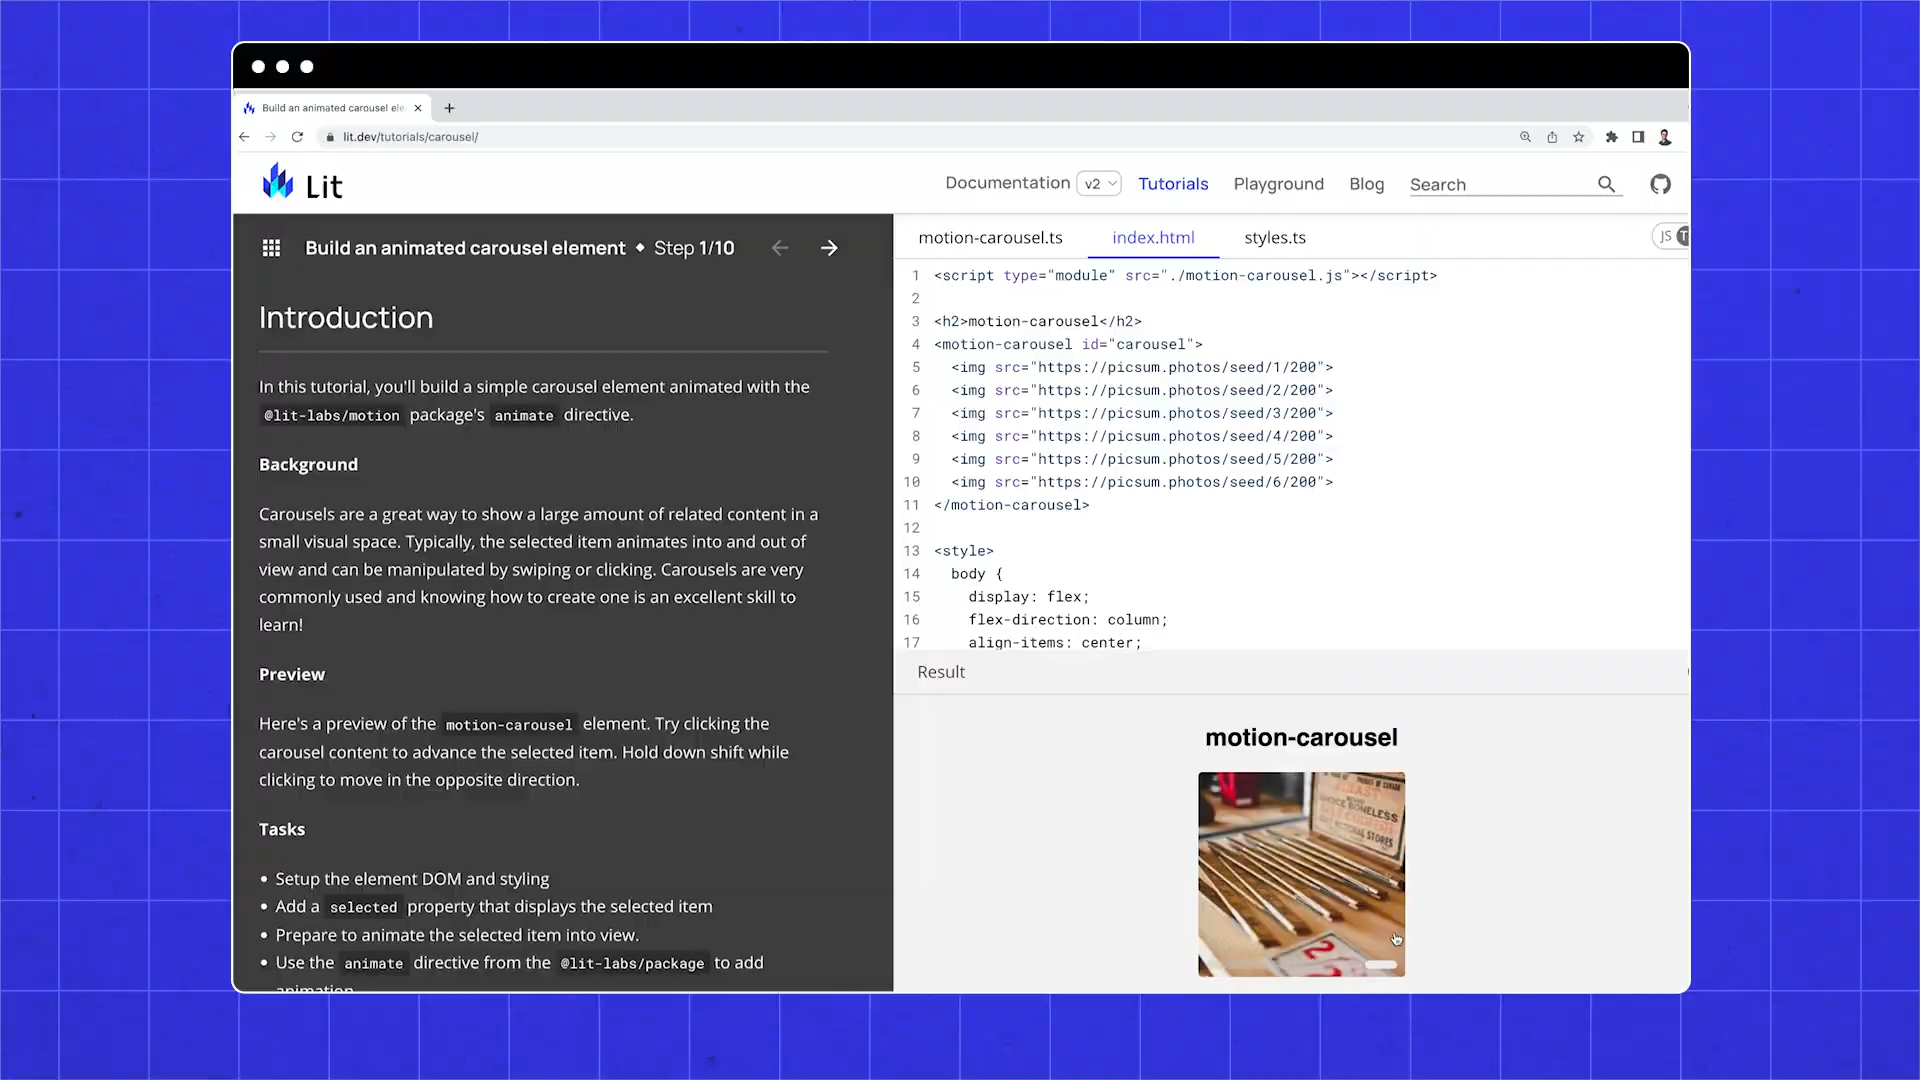 Build an animated carousel ele
lit.dev/tutorials/carousel/
Lit
Documentation v2 Tutorials Playground Blog Search
Build an animated carousel element ◆ Step 1/10
Introduction
In this tutorial, you'll build a simple carousel element animated with the
@lit-labs/motion package's animate directive.
Background
Carousels are a great way to show a large amount of related content in a
small visual space. Typically, the selected item animates into and out of
view and can be manipulated by swiping or clicking. Carousels are very
commonly used and knowing how to create one is an excellent skill to
learn!
Preview
Here's a preview of the motion-carousel element. Try clicking the
carousel content to advance the selected item. Hold down shift while
clicking to move in the opposite direction.
Tasks
• Setup the element DOM and styling
• Add a selected property that displays the selected item
• Prepare to animate the selected item into view.
• Use the animate directive from the @lit-labs/package to add
animation
motion-carousel.ts index.html styles.ts JS T
1 <script type="module" src="./motion-carousel.js"></script>
2
3 <h2>motion-carousel</h2>
4 <motion-carousel id="carousel">
5 <img src="https://picsum.photos/seed/1/200">
6 <img src="https://picsum.photos/seed/2/200">
7 <img src="https://picsum.photos/seed/3/200">
8 <img src="https://picsum.photos/seed/4/200">
9 <img src="https://picsum.photos/seed/5/200">
10 <img src="https://picsum.photos/seed/6/200">
11 </motion-carousel>
12
13 <style>
14 body {
15 display: flex;
16 flex-direction: column;
17 align-items: center;
Result
motion-carousel
BONELESS
STORES
2